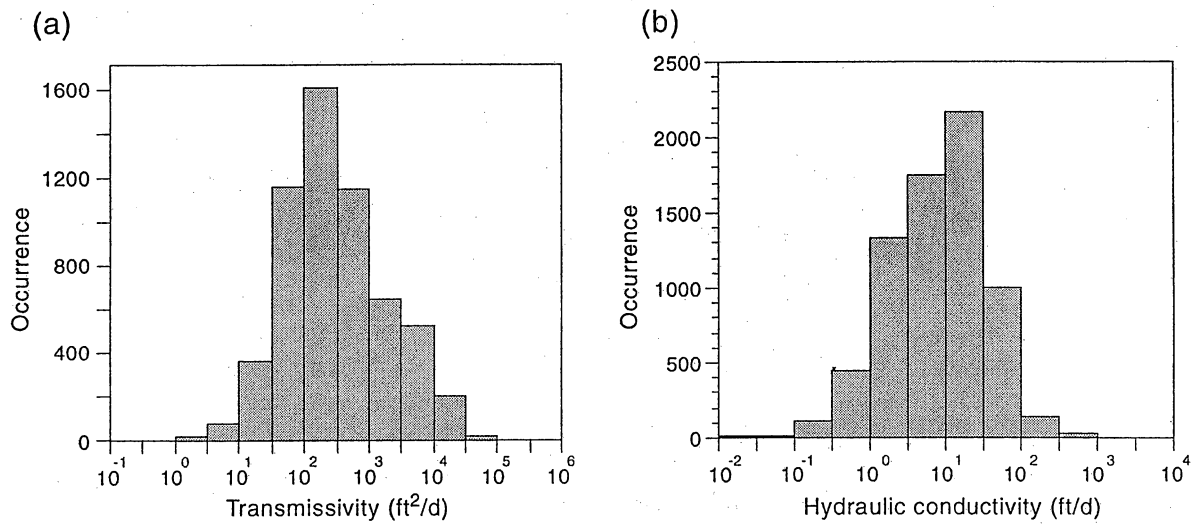 (a)
Occurrence
1600
1200
800
400
0
10^-1 10^0 10^1 10^2 10^3 10^4 10^5 10^6
Transmissivity (ft^2/d)
(b)
Occurrence
2500
2000
1500
1000
500
0
10^-2 10^-1 10^0 10^1 10^2 10^3 10^4
Hydraulic conductivity (ft/d)